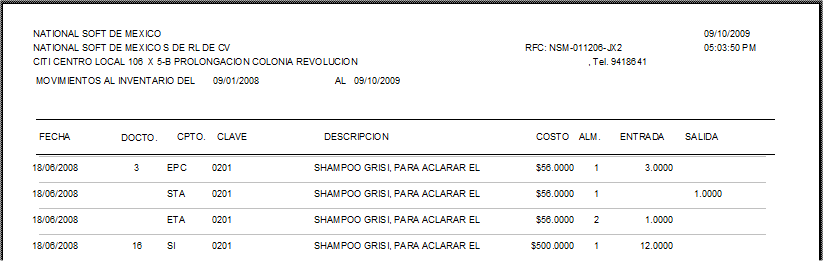 NATIONAL SOFT DE MEXICO 09/10/2009
NATIONAL SOFT DE MEXICO S DE RL DE CV RFC: NSM-011206-JX2 05:03:50 PM
CITI CENTRO LOCAL 106 X 5-B PROLONGACION COLONIA REVOLUCION , Tel. 9418641
MOVIMIENTOS AL INVENTARIO DEL 09/01/2008 AL 09/10/2009
FECHA DOCTO. CPTO. CLAVE DESCRIPCION COSTO ALM. ENTRADA SALIDA
18/06/2008 3 EPC 0201 SHAMPOO GRISI, PARA ACLARAR EL $56.0000 1 3.0000
18/06/2008 STA 0201 SHAMPOO GRISI, PARA ACLARAR EL $56.0000 1 1.0000
18/06/2008 ETA 0201 SHAMPOO GRISI, PARA ACLARAR EL $56.0000 2 1.0000
18/06/2008 16 SI 0201 SHAMPOO GRISI, PARA ACLARAR EL $500.0000 1 12.0000